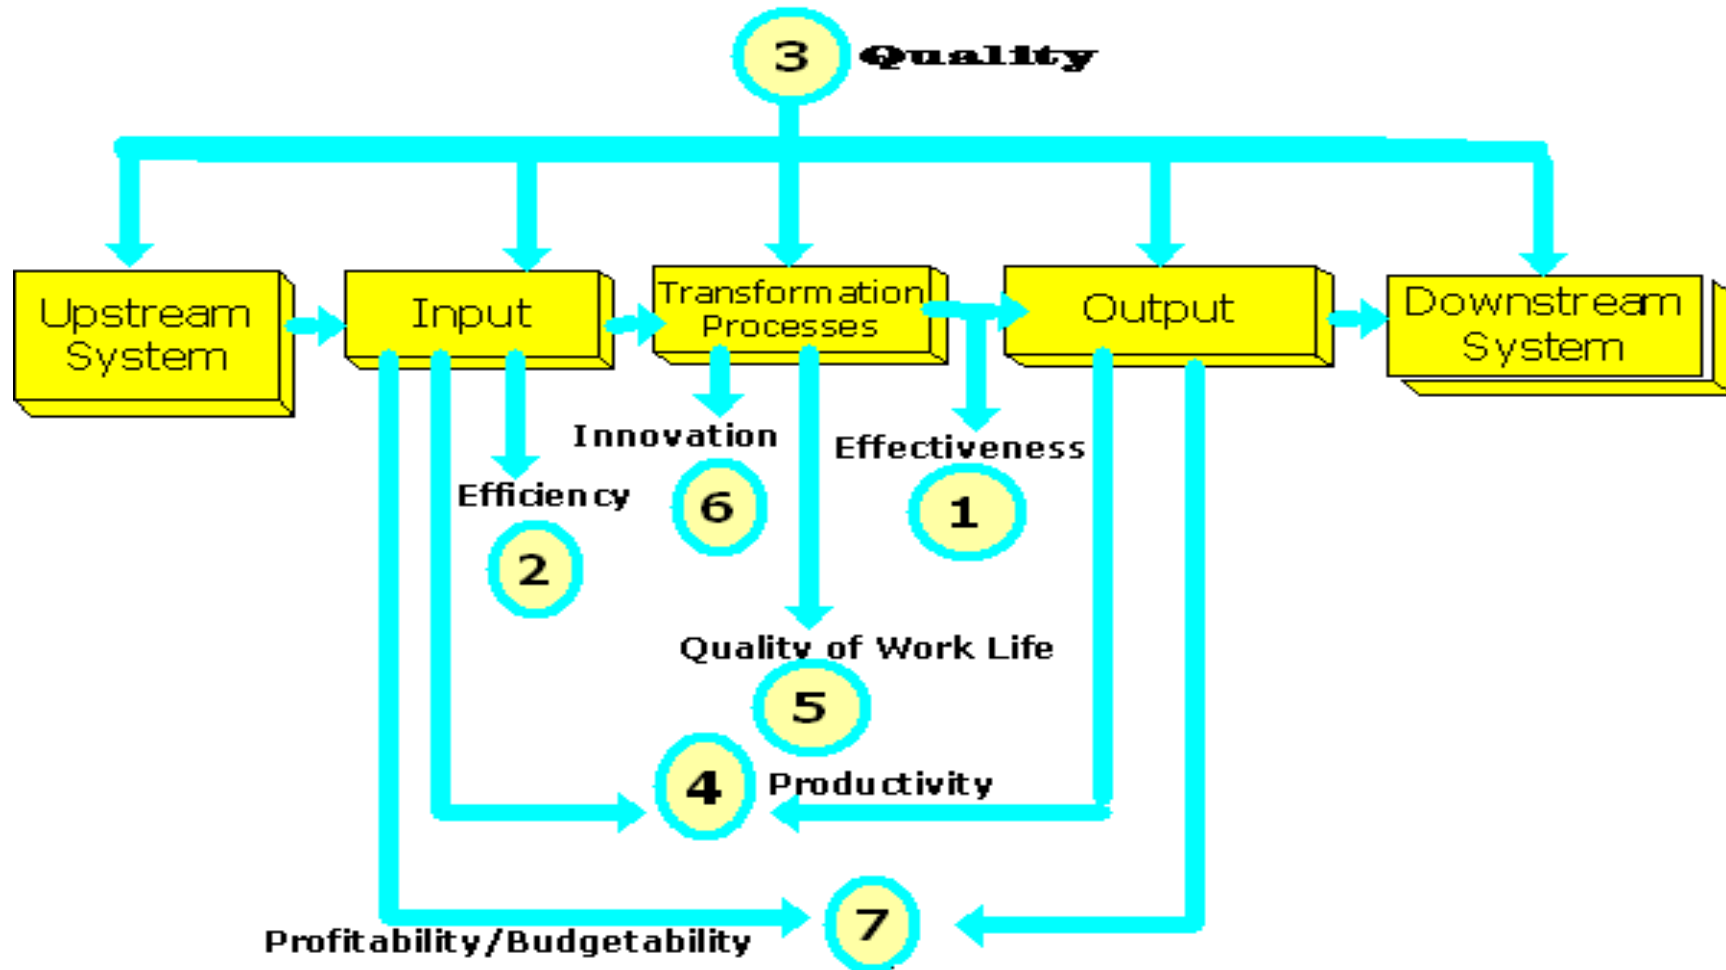 3 Quality
Upstream
System
Input
Transformation
Processes
Output
Downstream
System
Innovation
6
Effectiveness
1
Efficiency
2
Quality of Work Life
5
4 Productivity
7
Profitability/Budgetability